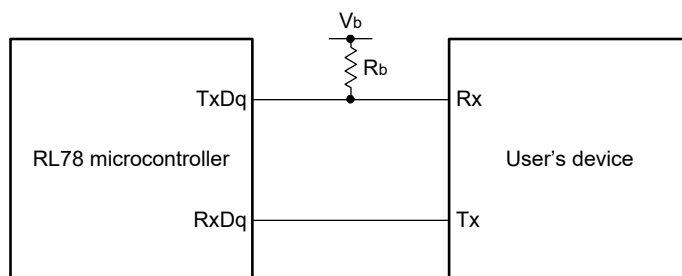 Vb
Rb
TxDq
Rx
RL78 microcontroller
User's device
RxDq
Tx